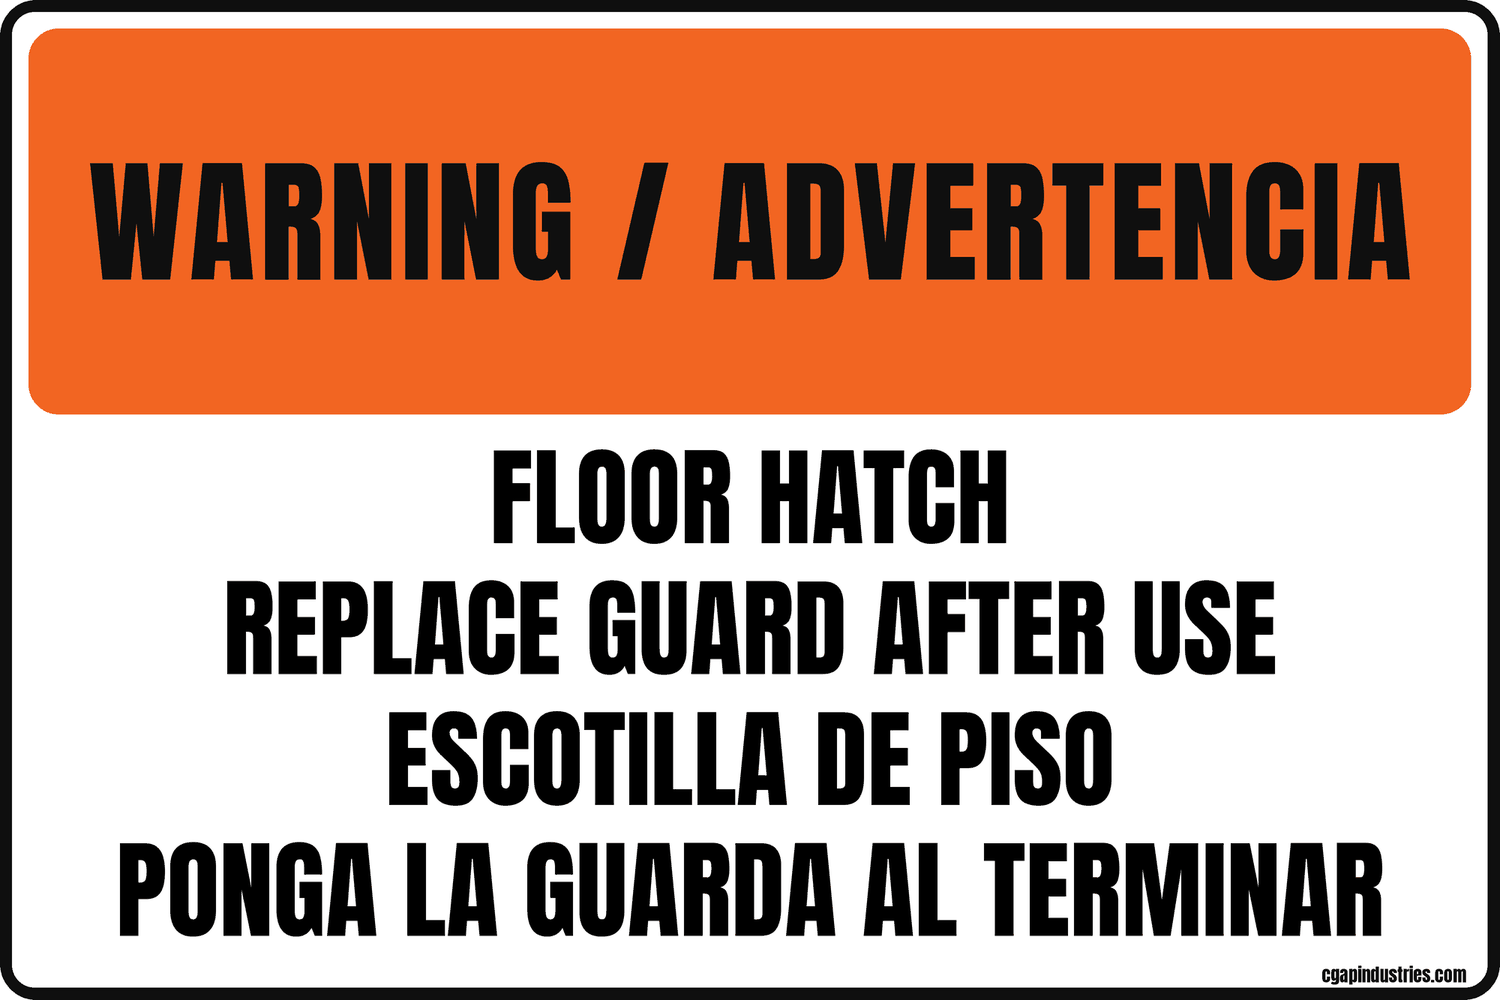 WARNING / ADVERTENCIA
FLOOR HATCH
REPLACE GUARD AFTER USE
ESCOTILLA DE PISO
PONGA LA GUARDA AL TERMINAR
cgapindustries.com